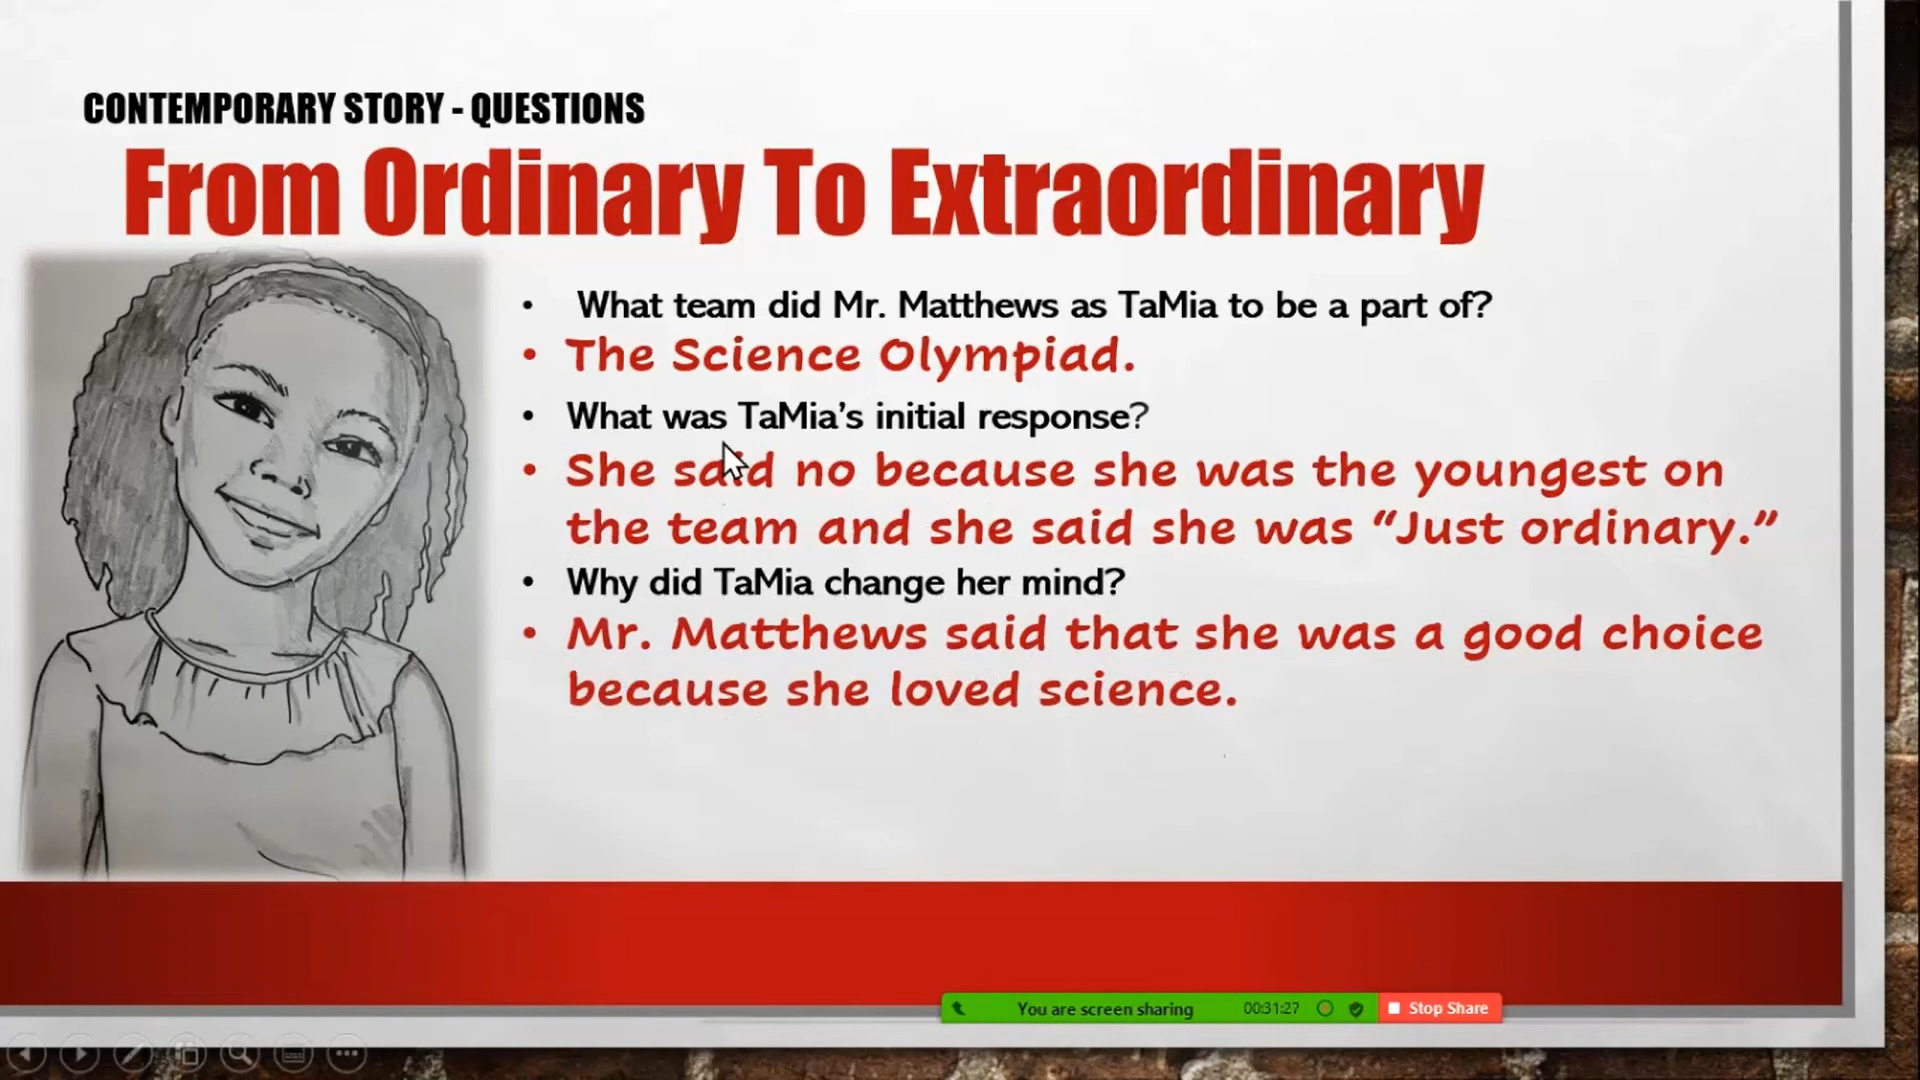 CONTEMPORARY STORY - QUESTIONS
From Ordinary To Extraordinary
• What team did Mr. Matthews as TaMia to be a part of?
• The Science Olympiad.
• What was TaMia’s initial response?
• She said no because she was the youngest on
the team and she said she was “Just ordinary.”
• Why did TaMia change her mind?
• Mr. Matthews said that she was a good choice
because she loved science.
You are screen sharing 00:31:27 Stop Share